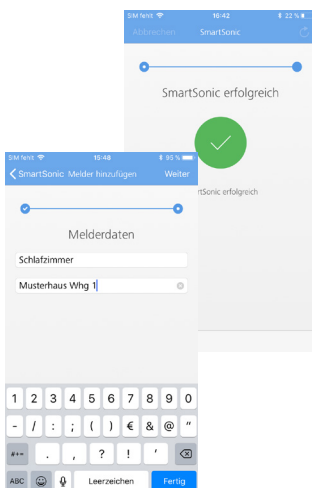 SIM fehlt 16:42 22 %
Abbrechen SmartSonic
SmartSonic erfolgreich
rtSonic erfolgreich
SIM fehlt 15:48 95 %
SmartSonic Melder hinzufügen Weiter
Melderdaten
Schlafzimmer
Musterhaus Whg 1
1 2 3 4 5 6 7 8 9 0
- / : ; ( ) € & @ "
#+= . , ? ! '
ABC Leerzeichen Fertig